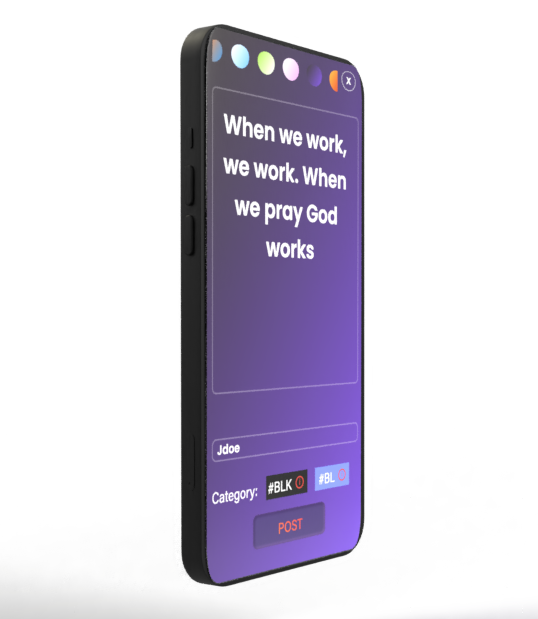 X
When we work,
we work. When
we pray God
works
Jdoe
Category: #BLK #BL
POST